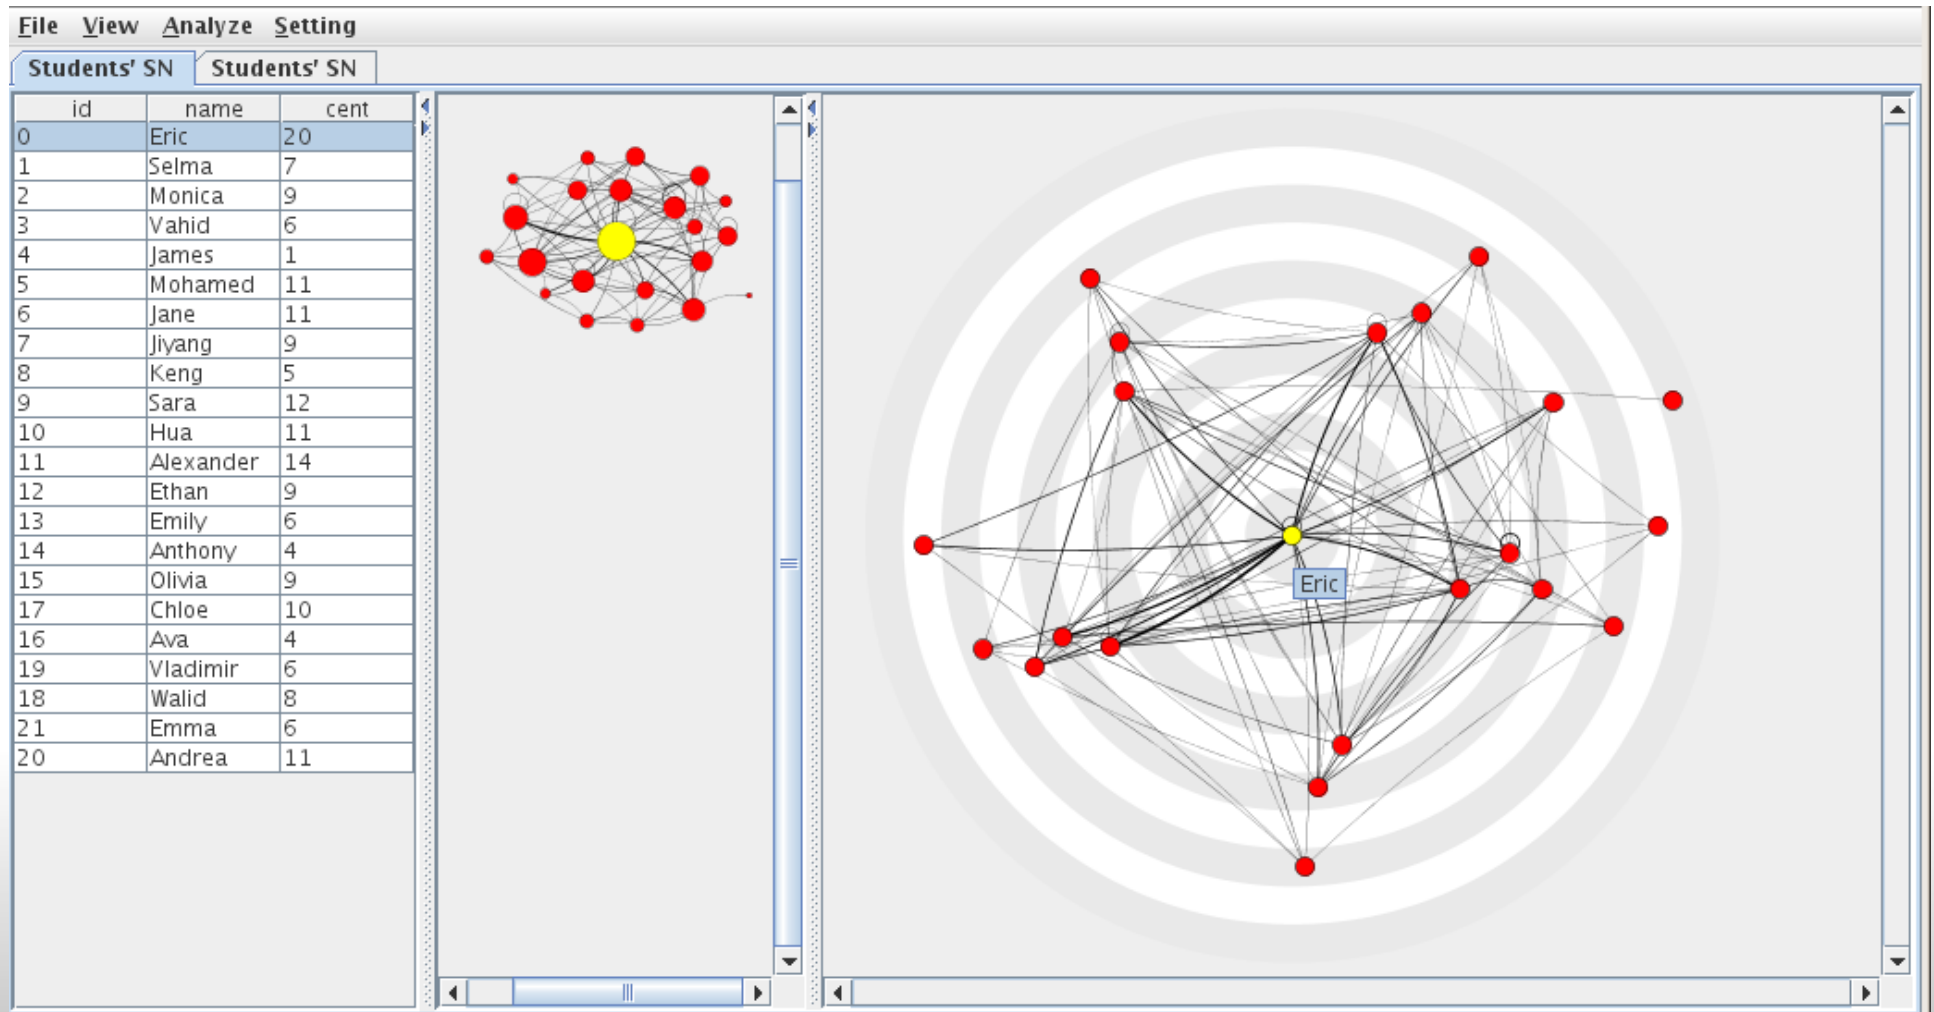 File View Analyze Setting
Students' SN Students' SN
id name cent
0 Eric 20
1 Selma 7
2 Monica 9
3 Vahid 6
4 James 1
5 Mohamed 11
6 Jane 11
7 Jiyang 9
8 Keng 5
9 Sara 12
10 Hua 11
11 Alexander 14
12 Ethan 9
13 Emily 6
14 Anthony 4
15 Olivia 9
17 Chloe 10
16 Ava 4
19 Vladimir 6
18 Walid 8
21 Emma 6
20 Andrea 11
Eric